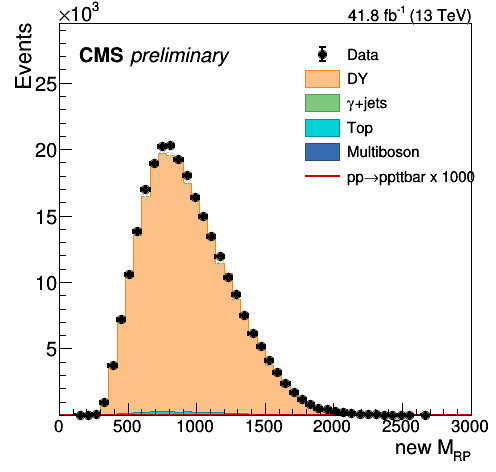 ×10³
41.8 fb⁻¹ (13 TeV)
Events
CMS preliminary
Data
DY
γ+jets
Top
Multiboson
pp→ppttbar x 1000
25
20
15
10
5
0
0 500 1000 1500 2000 2500 3000
new M_RP